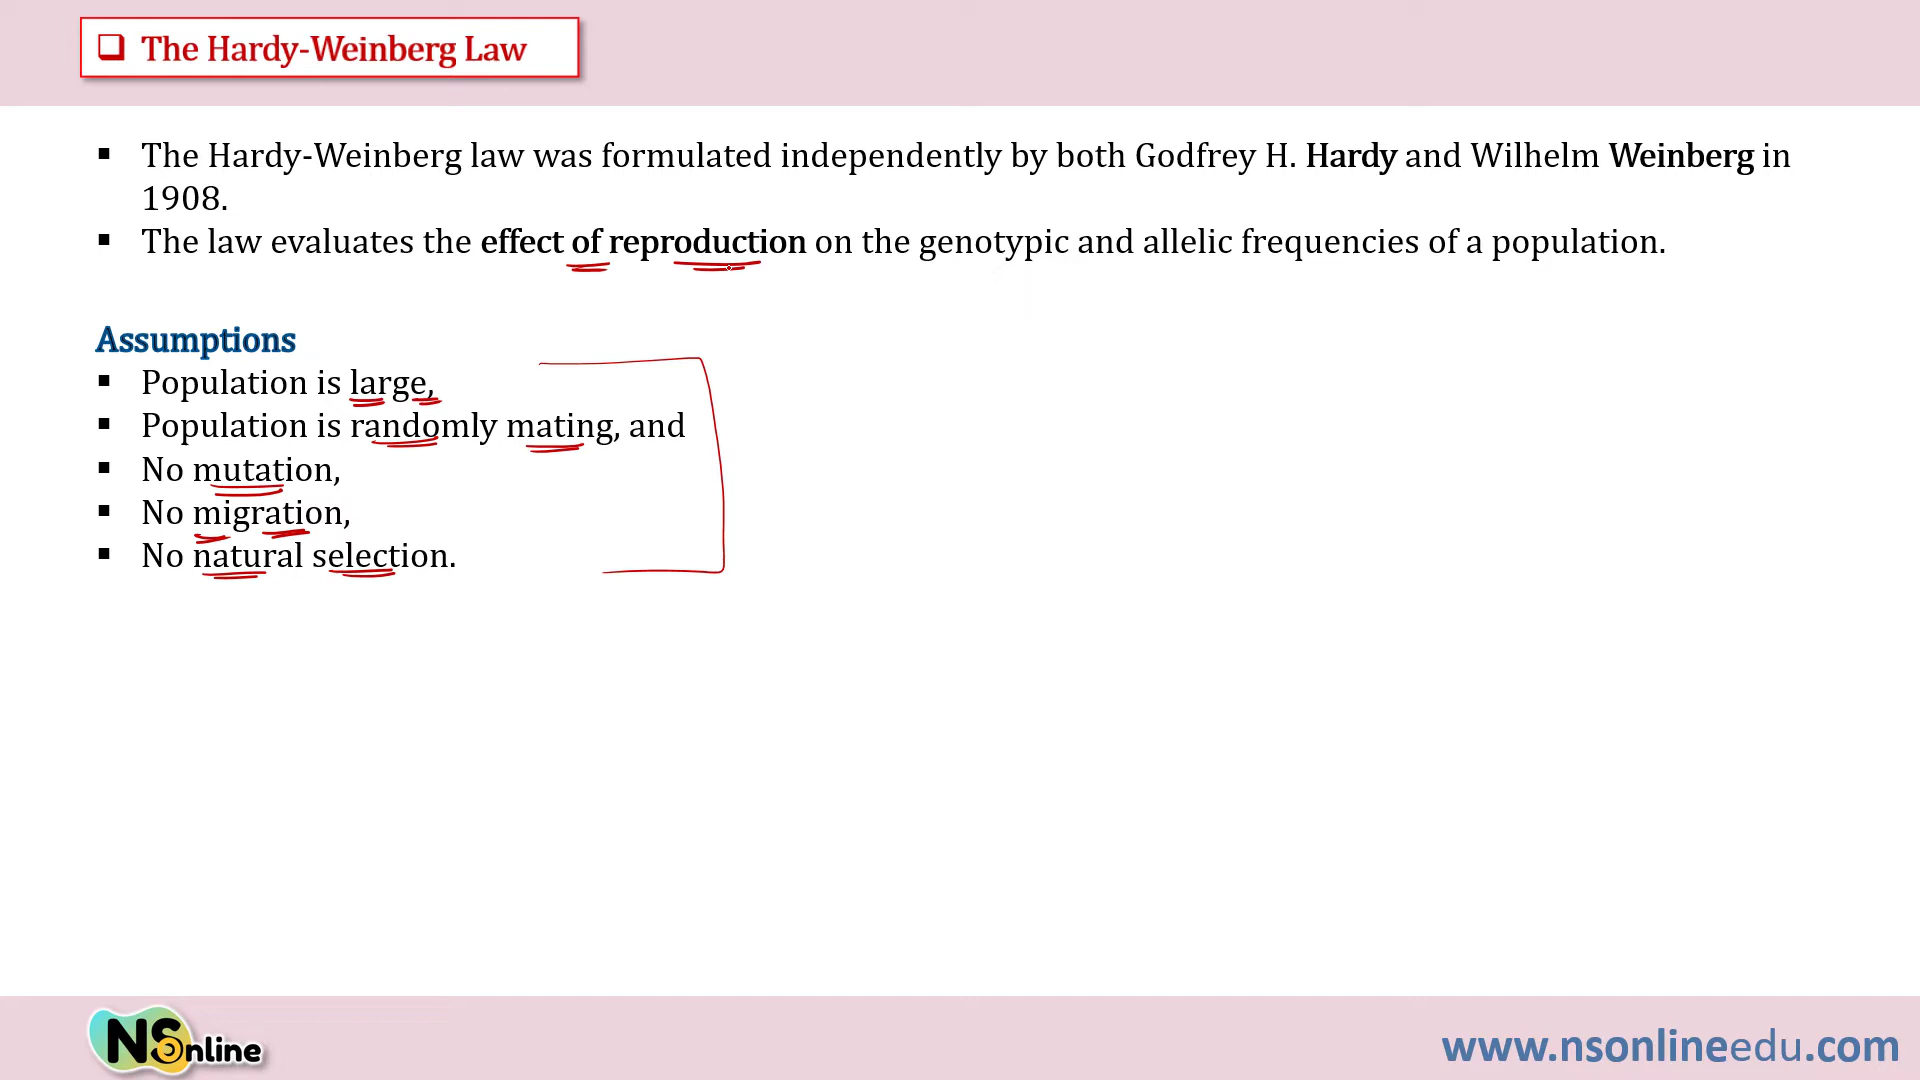 ❑ The Hardy-Weinberg Law
▪ The Hardy-Weinberg law was formulated independently by both Godfrey H. Hardy and Wilhelm Weinberg in
1908.
▪ The law evaluates the effect of reproduction on the genotypic and allelic frequencies of a population.
Assumptions
▪ Population is large,
▪ Population is randomly mating, and
▪ No mutation,
▪ No migration,
▪ No natural selection.
NSOnline
www.nsonlineedu.com